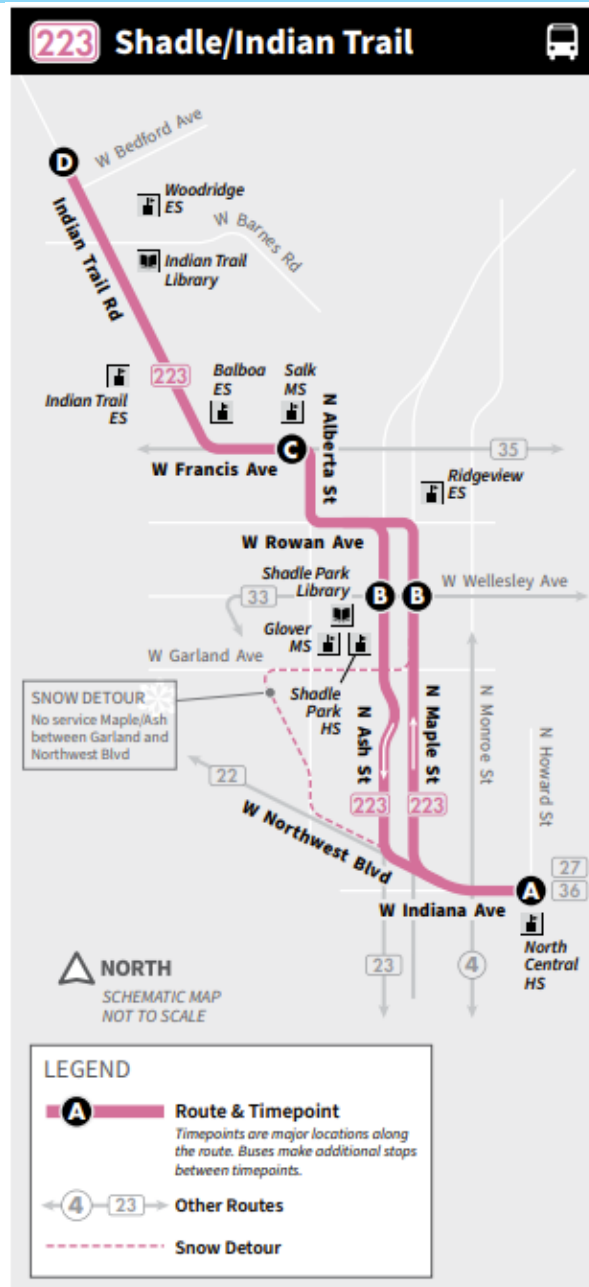 223 Shadle/Indian Trail
D
W Bedford Ave
Woodridge
ES
W Barnes Rd
Indian Trail
Library
Indian Trail Rd
223
Indian Trail
ES
Balboa
ES
Salk
MS
N Alberta St
C
35
W Francis Ave
Ridgeview
ES
W Rowan Ave
Shadle Park
Library
B
B
W Wellesley Ave
33
Glover
MS
W Garland Ave
Shadle
Park
HS
SNOW DETOUR
No service Maple/Ash
between Garland and
Northwest Blvd
N Ash St
N Maple St
N Monroe St
N Howard St
22
223
223
W Northwest Blvd
27
36
A
W Indiana Ave
North
Central
HS
23
4
NORTH
SCHEMATIC MAP
NOT TO SCALE
LEGEND
A
Route & Timepoint
Timepoints are major locations along
the route. Buses make additional stops
between timepoints.
4 23 Other Routes
Snow Detour